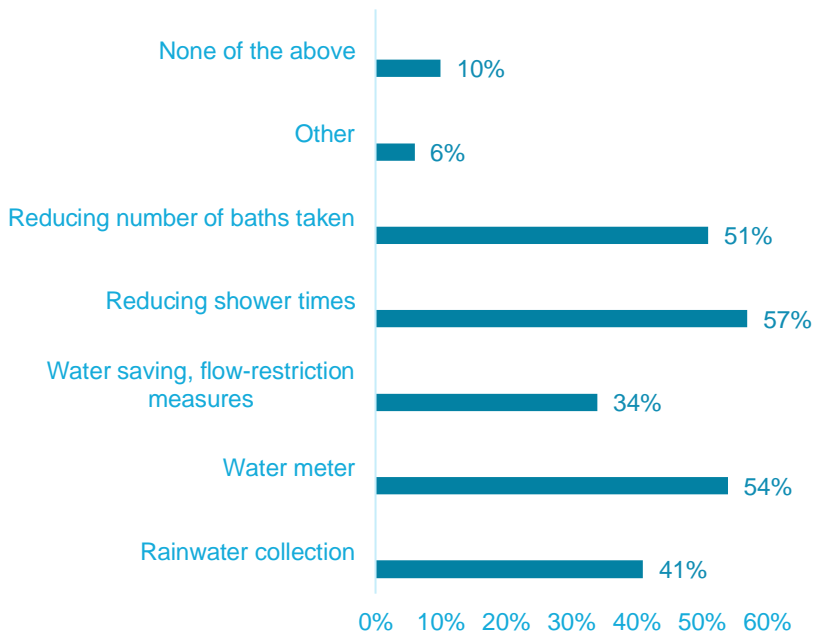 None of the above
10%
Other
6%
Reducing number of baths taken
51%
Reducing shower times
57%
Water saving, flow-restriction
measures
34%
Water meter
54%
Rainwater collection
41%
0% 10% 20% 30% 40% 50% 60%